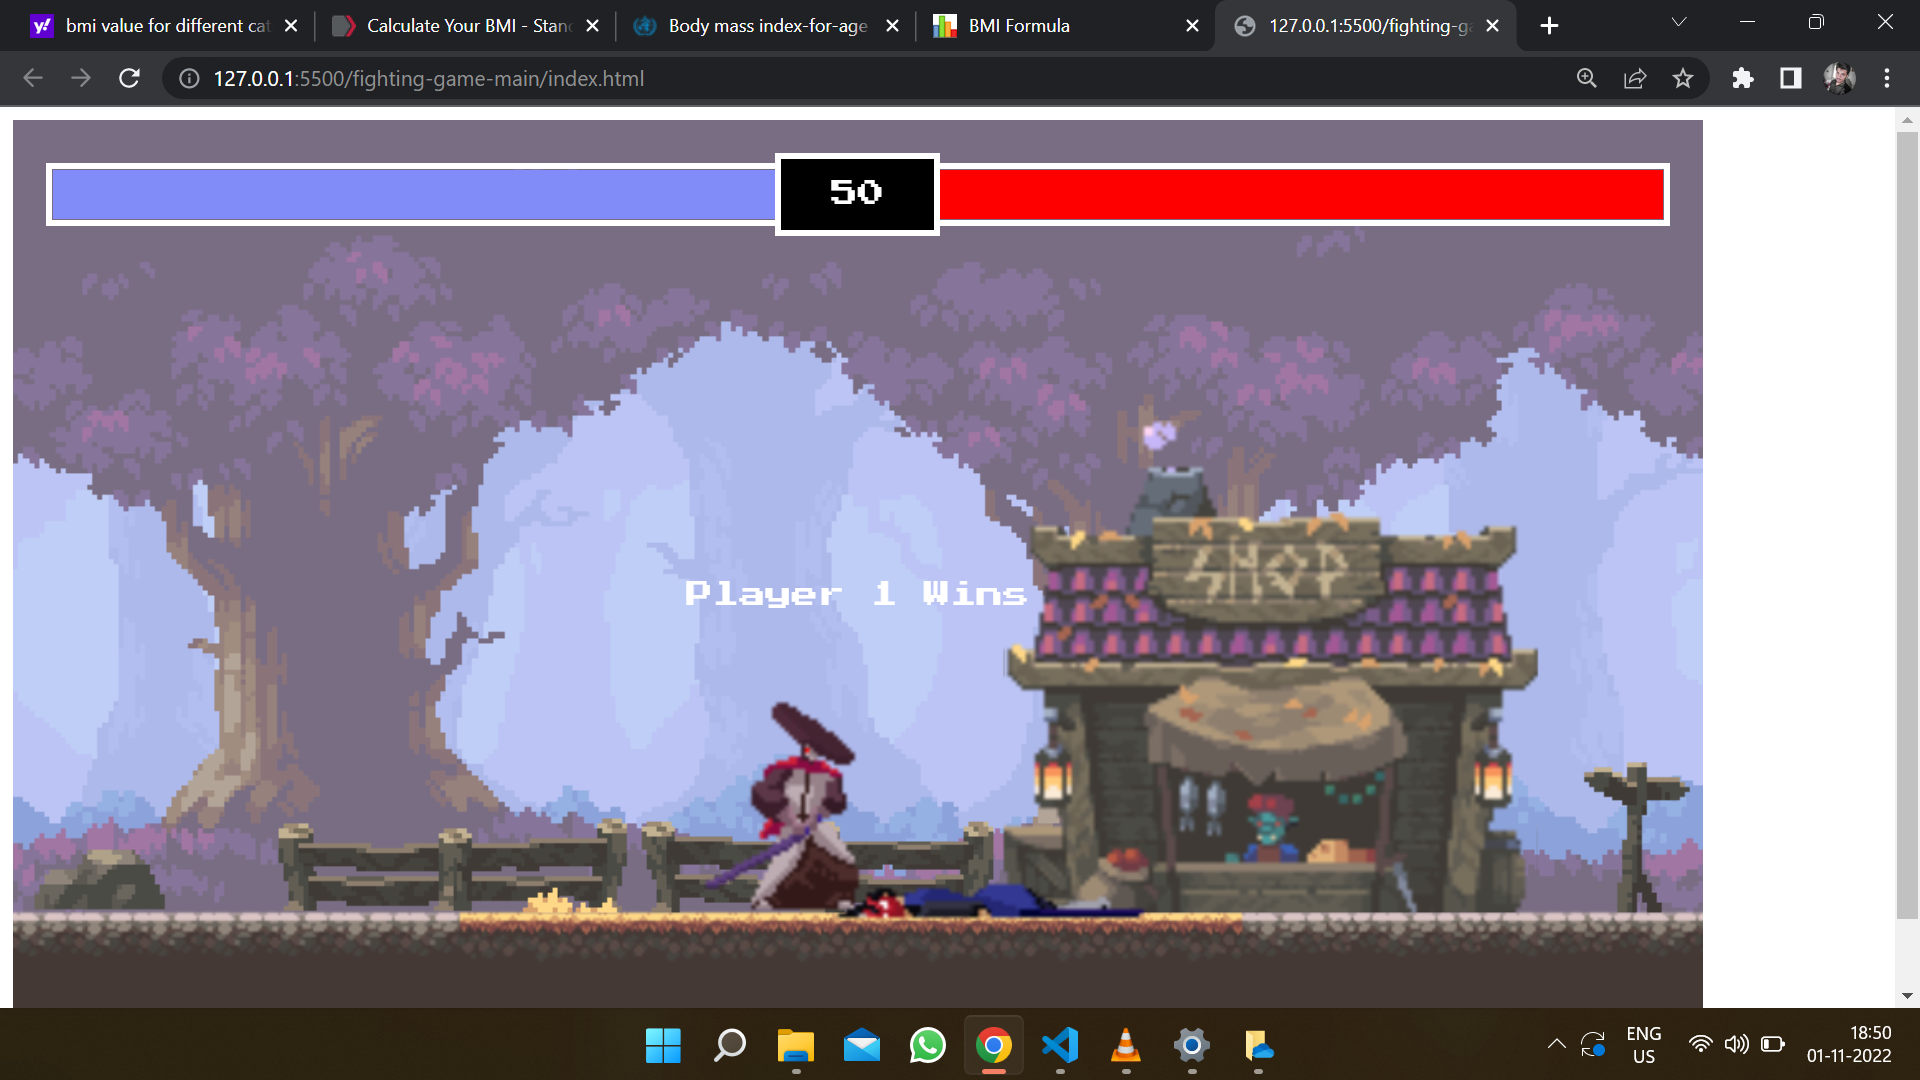 bmi value for different cat
Calculate Your BMI - Stand
Body mass index-for-age
BMI Formula
127.0.0.1:5500/fighting-ga
127.0.0.1:5500/fighting-game-main/index.html
50
SHOP
Player 1 Wins
ENG
US
18:50
01-11-2022